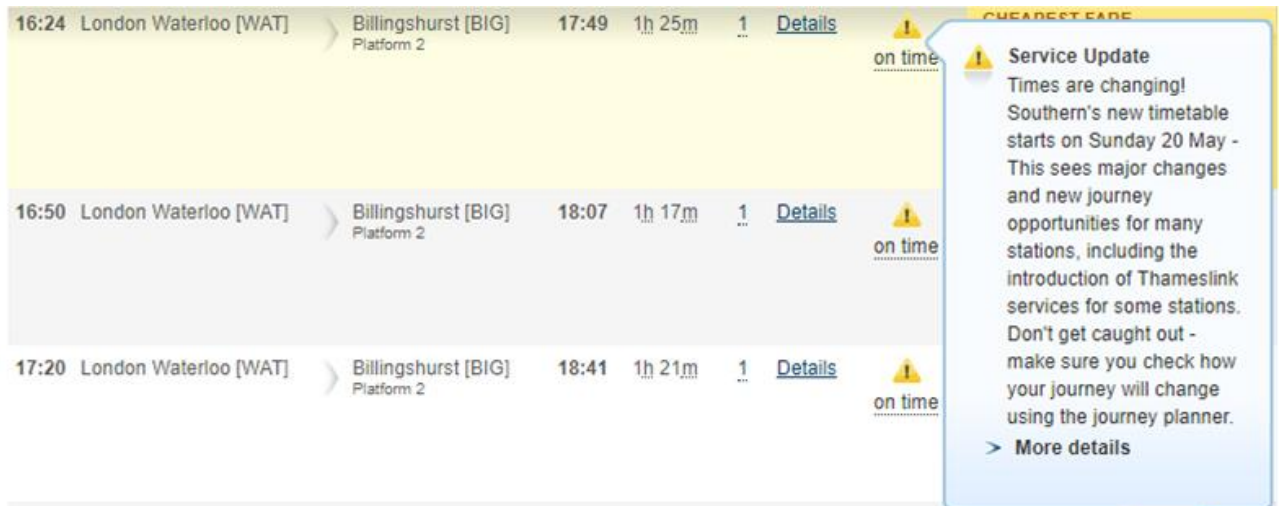 16:24 London Waterloo [WAT] Billingshurst [BIG] 17:49 1h 25m 1 Details
Platform 2
on time
16:50 London Waterloo [WAT] Billingshurst [BIG] 18:07 1h 17m 1 Details
Platform 2
on time
17:20 London Waterloo [WAT] Billingshurst [BIG] 18:41 1h 21m 1 Details
Platform 2
on time
CHEAPEST FARE
Service Update
Times are changing!
Southern's new timetable
starts on Sunday 20 May -
This sees major changes
and new journey
opportunities for many
stations, including the
introduction of Thameslink
services for some stations.
Don't get caught out -
make sure you check how
your journey will change
using the journey planner.
> More details